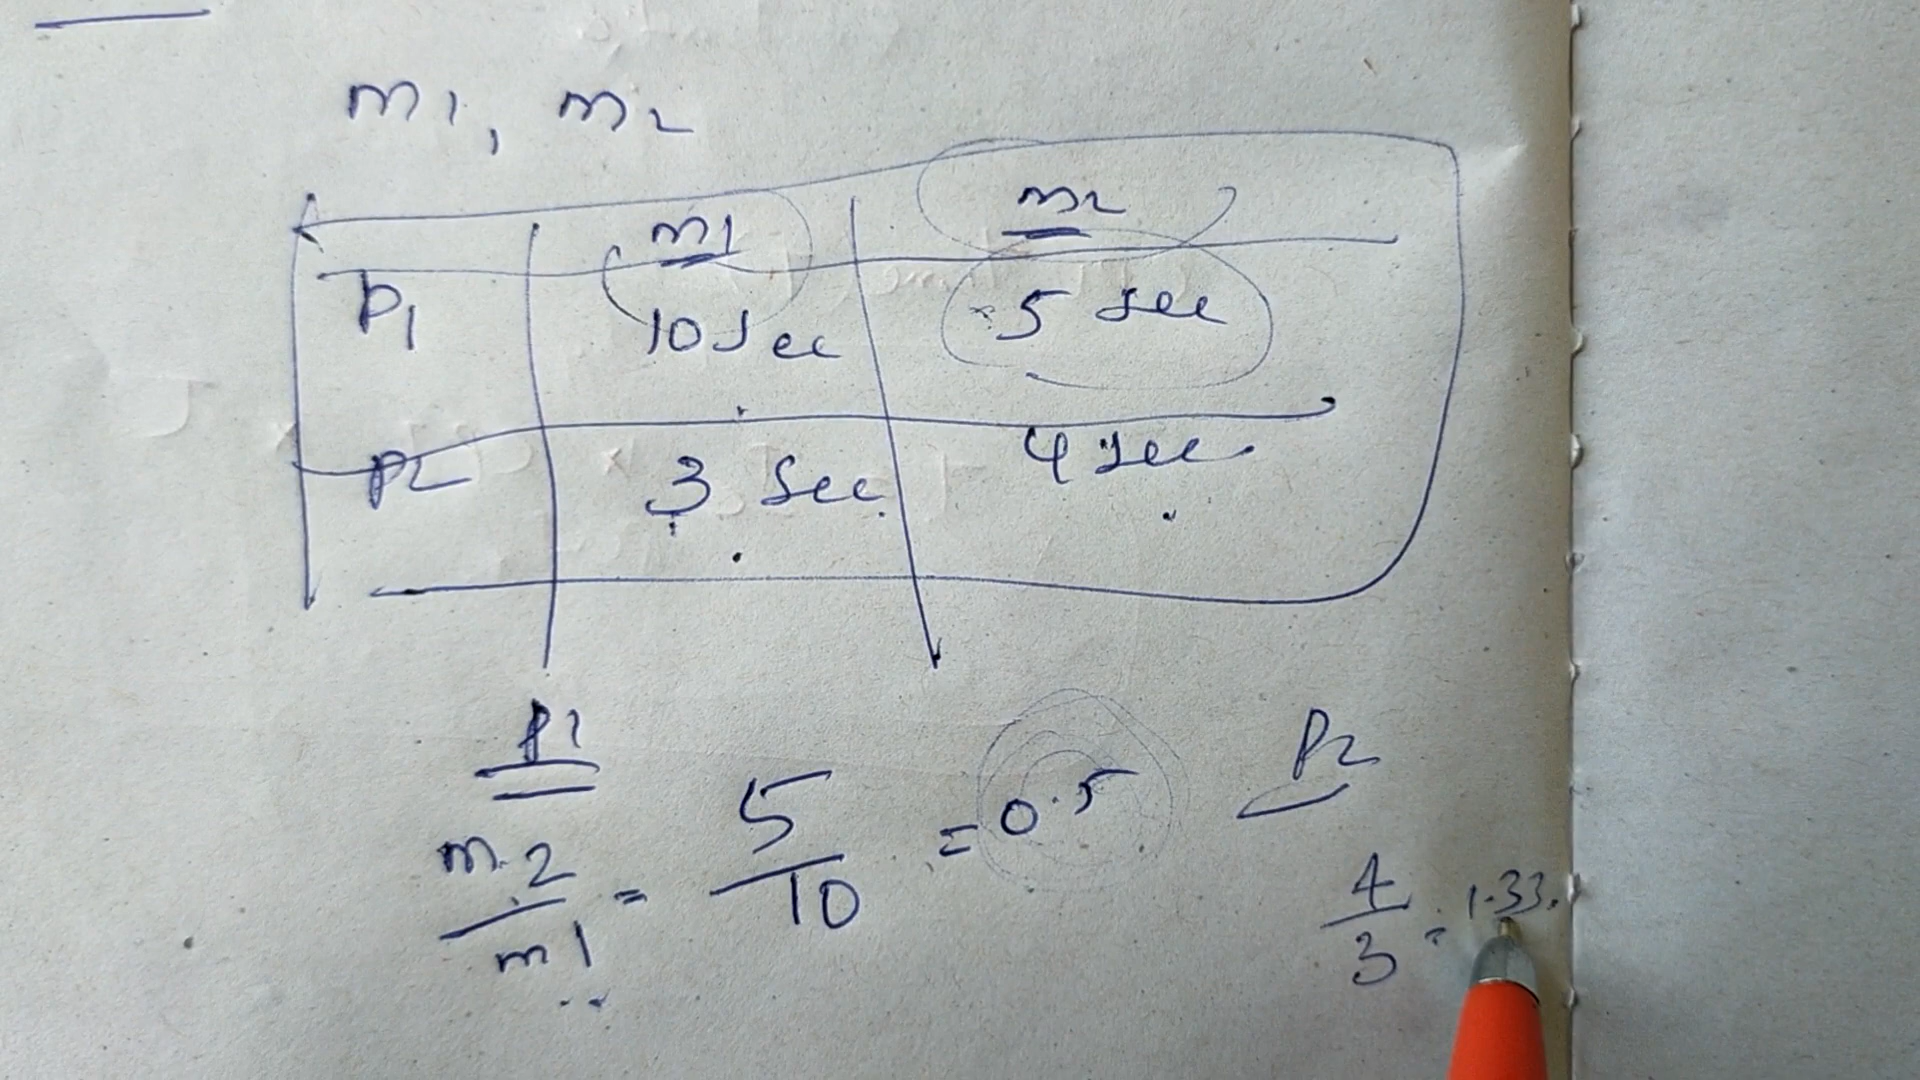 m1, m2
m1 m2
P1 10 Sec 5 sec
P2 3 Sec 4 sec
P1 P2
m2/m1 = 5/10 = 0.5
4/3 = 1.33